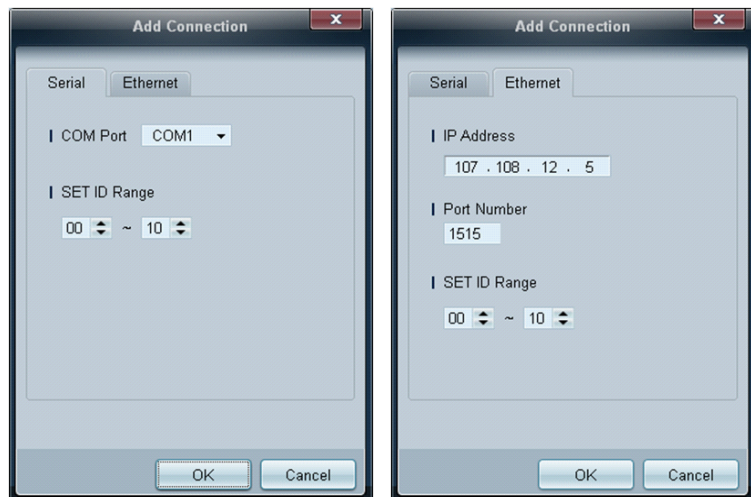 Add Connection
Serial Ethernet
COM Port COM1
SET ID Range
00 ~ 10
OK Cancel
Add Connection
Serial Ethernet
IP Address
107 . 108 . 12 . 5
Port Number
1515
SET ID Range
00 ~ 10
OK Cancel